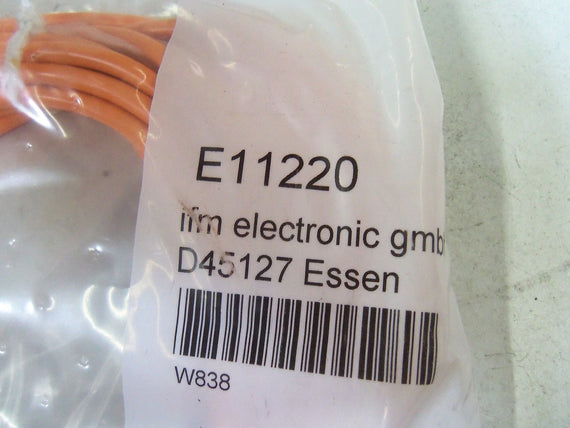 E11220
ifm electronic gmb
D45127 Essen
W838